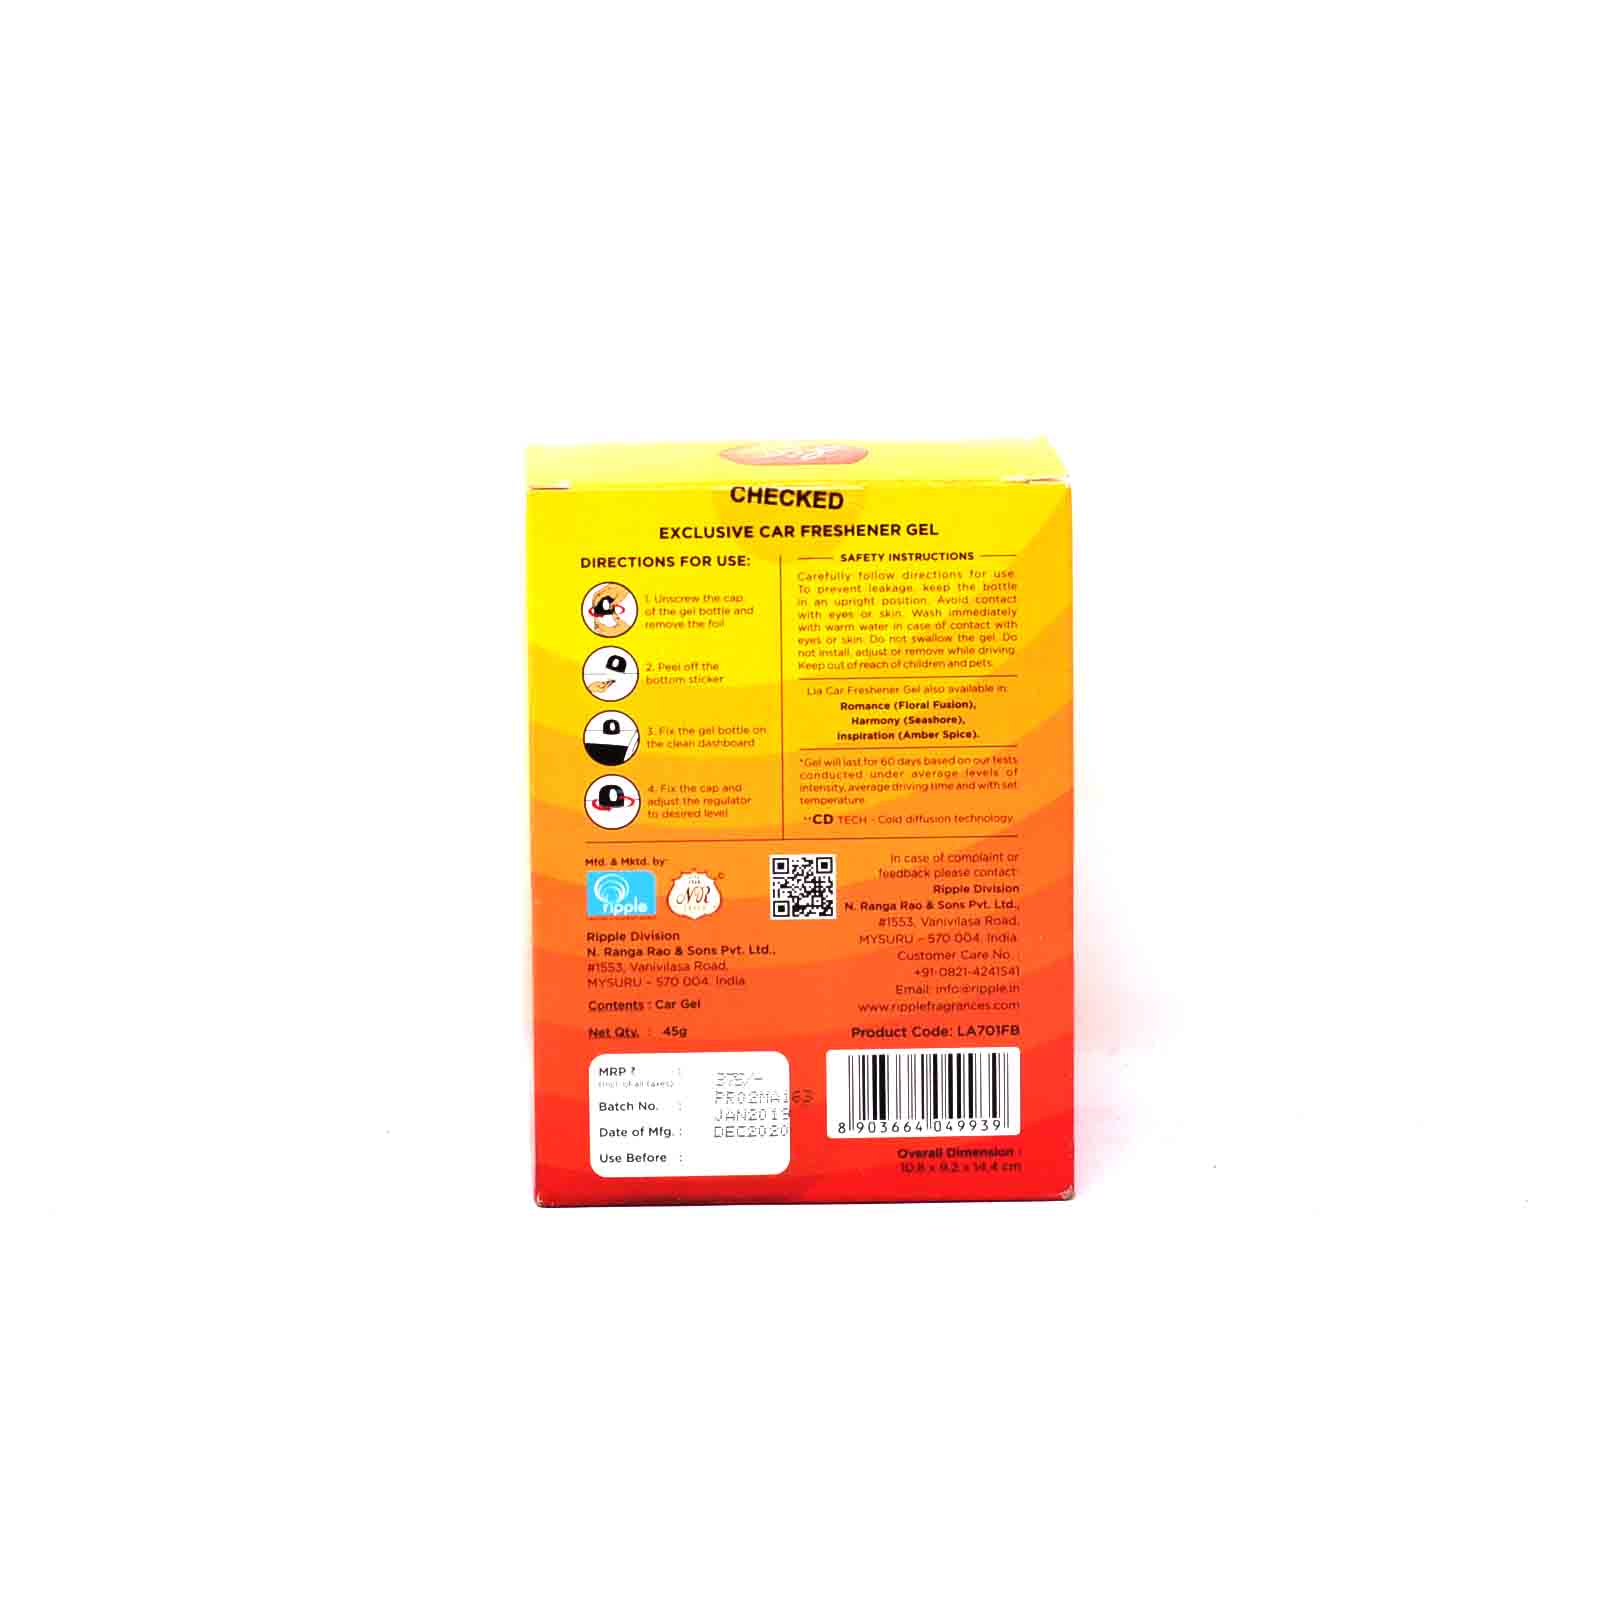 CHECKED
EXCLUSIVE CAR FRESHENER GEL
DIRECTIONS FOR USE:
1. Unscrew the cap
of the gel bottle and
remove the foil
2. Peel off the
bottom sticker
3. Fix the gel bottle on
the clean dashboard
4. Fix the cap and
adjust the regulator
to desired level
SAFETY INSTRUCTIONS
Carefully follow directions for use.
To prevent leakage, keep the bottle
in an upright position. Avoid contact
with eyes or skin. Wash immediately
with warm water in case of contact with
eyes or skin. Do not swallow the gel. Do
not install, adjust or remove while driving.
Keep out of reach of children and pets.
Lia Car Freshener Gel also available in:
Romance (Floral Fusion),
Harmony (Seashore),
Inspiration (Amber Spice).
*Gel will last for 60 days based on our tests
conducted under average levels of
intensity, average driving time and with set
temperature.
**CD TECH - Cold diffusion technology.
Mfd. & Mktd. by:
ripple
NR
Ripple Division
N. Ranga Rao & Sons Pvt. Ltd.,
#1553, Vanivilasa Road,
MYSURU - 570 004. India
Contents : Car Gel
Net Qty. : 45g
In case of complaint or
feedback please contact:
Ripple Division
N. Ranga Rao & Sons Pvt. Ltd.,
#1553, Vanivilasa Road,
MYSURU - 570 004, India.
Customer Care No. :
+91-0821-4241541
Email: info@ripple.in
www.ripplefragrances.com
Product Code: LA701FB
MRP ₹ : 375/-
(Incl. of all taxes)
Batch No. : PR02MA163
Date of Mfg. : JAN2019
Use Before : DEC2020
8 903664 049939
Overall Dimension :
10.8 x 9.2 x 14.4 cm